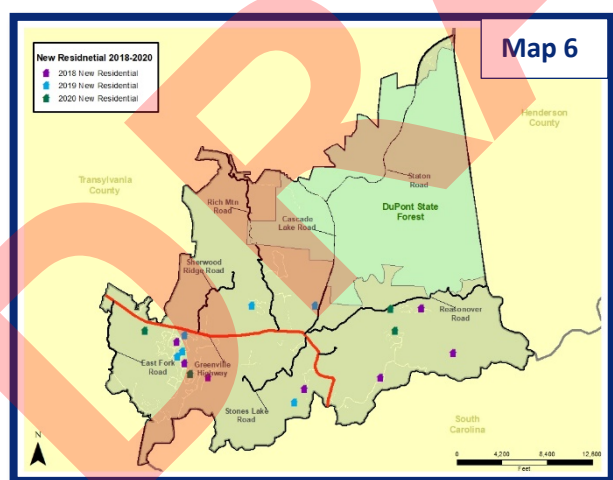 Map 6
New Residnetial 2018-2020
2018 New Residential
2019 New Residential
2020 New Residential
Henderson
County
Transylvania
County
Staton
Road
Rich Mtn
Road
DuPont State
Forest
Cascade
Lake Road
Sherwood
Ridge Road
Reasonover
Road
East Fork
Road
Greenville
Highway
Stones Lake
Road
South
Carolina
N
0 4,200 8,400 12,600
Feet
DRA